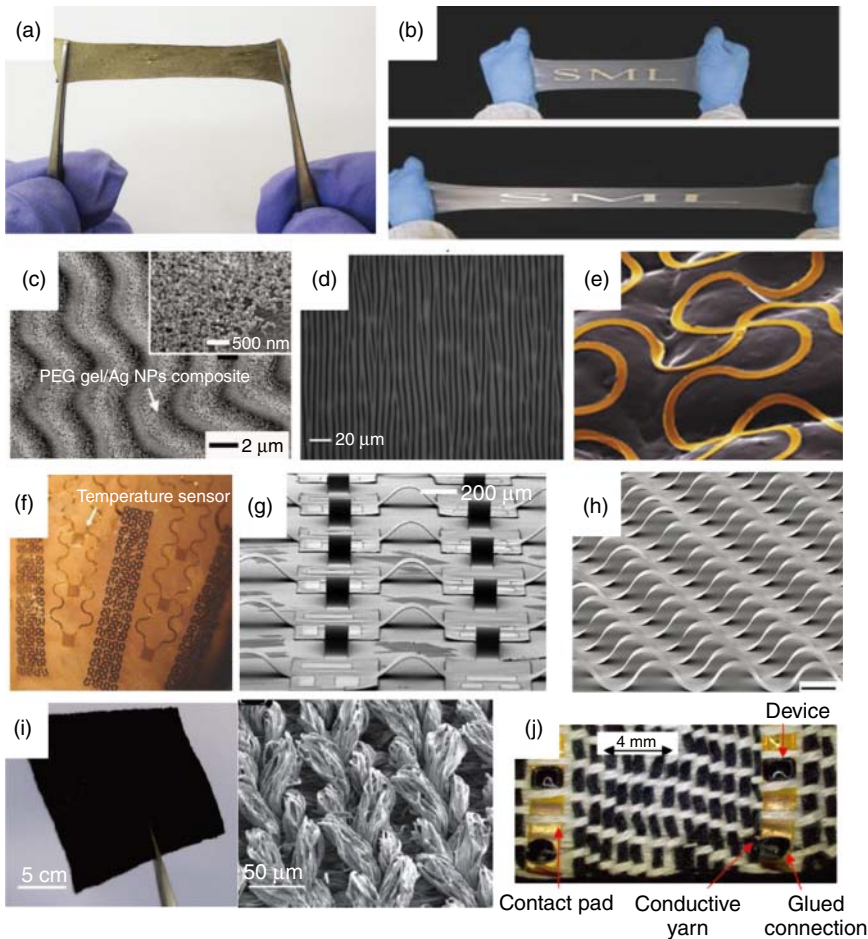 (a)
(b)
SML
SML
(c)
500 nm
PEG gel/Ag NPs composite
2 μm
(d)
20 μm
(e)
(f)
Temperature sensor
(g)
200 μm
(h)
(i)
5 cm
50 μm
(j)
Device
4 mm
Contact pad
Conductive
yarn
Glued
connection